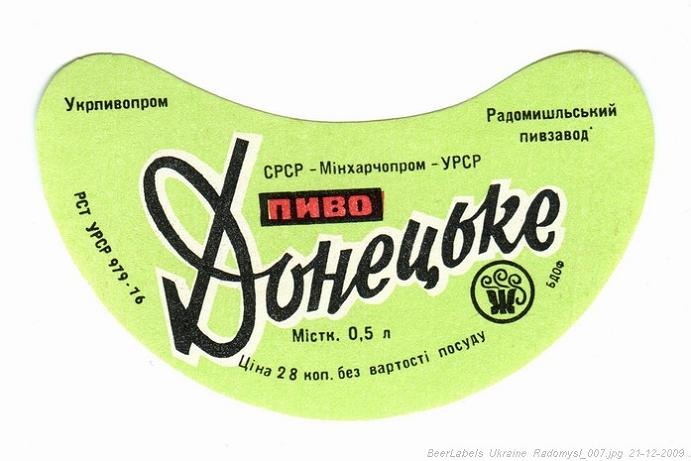 Укрпивопром
Радомишльський
пивзавод
СРСР - Мінхарчопром - УРСР
пиво
Донецьке
РСТ УРСР 979-76
Містк. 0,5 л
Ціна 28 коп. без вартості посуду
БДОФ
Ж
BeerLabels Ukraine Radomysl_007.jpg 21-12-2009